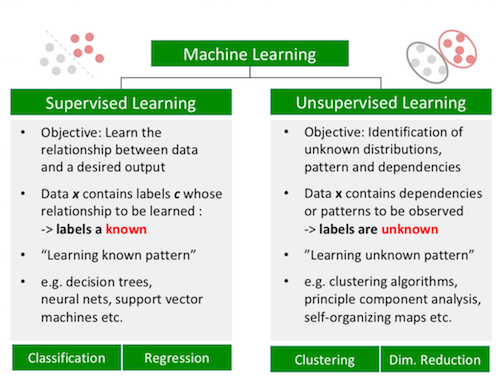 Machine Learning
Supervised Learning
• Objective: Learn the
relationship between data
and a desired output
• Data x contains labels c whose
relationship to be learned :
-> labels a known
• “Learning known pattern”
• e.g. decision trees,
neural nets, support vector
machines etc.
Classification
Regression
Unsupervised Learning
• Objective: Identification of
unknown distributions,
pattern and dependencies
• Data x contains dependencies
or patterns to be observed
-> labels are unknown
• ”Learning unknown pattern”
• e.g. clustering algorithms,
principle component analysis,
self-organizing maps etc.
Clustering
Dim. Reduction